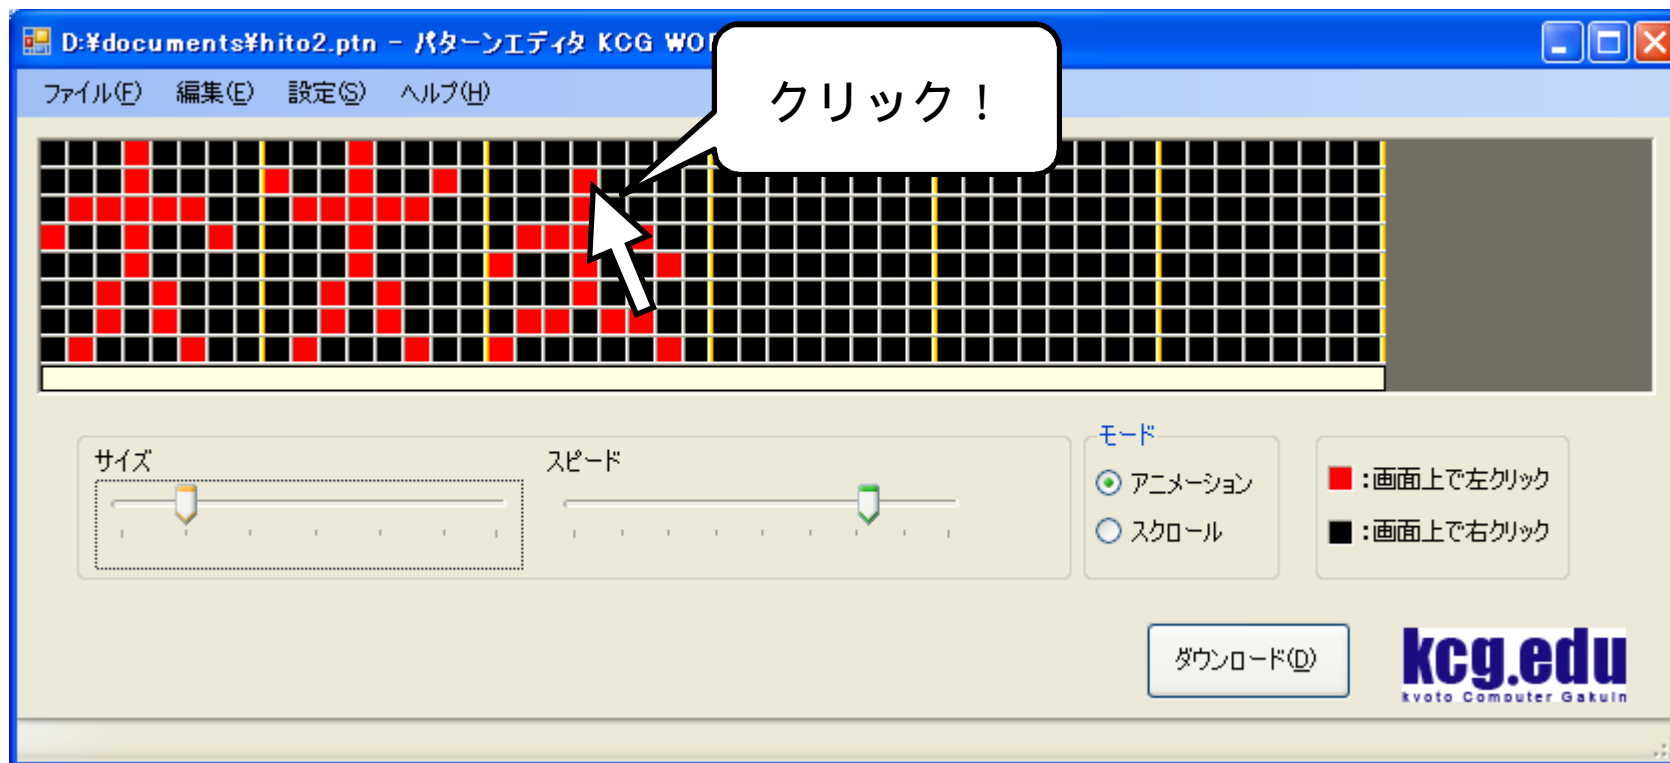 D:¥documents¥hito2.ptn - パターンエディタ KCG WO
クリック！
ファイル(F) 編集(E) 設定(S) ヘルプ(H)
サイズ
スピード
モード
アニメーション
スクロール
:画面上で左クリック
:画面上で右クリック
ダウンロード(D)
kcg.edu
kyoto Computer Gakuin